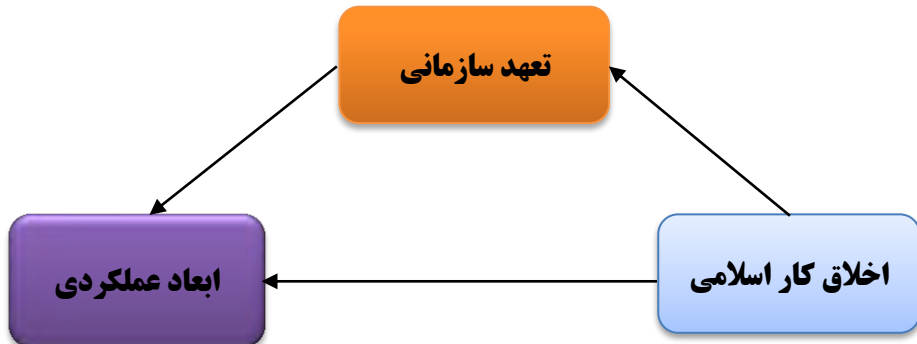 تعهد سازمانی
اخلاق کار اسلامی
ابعاد عملکردی